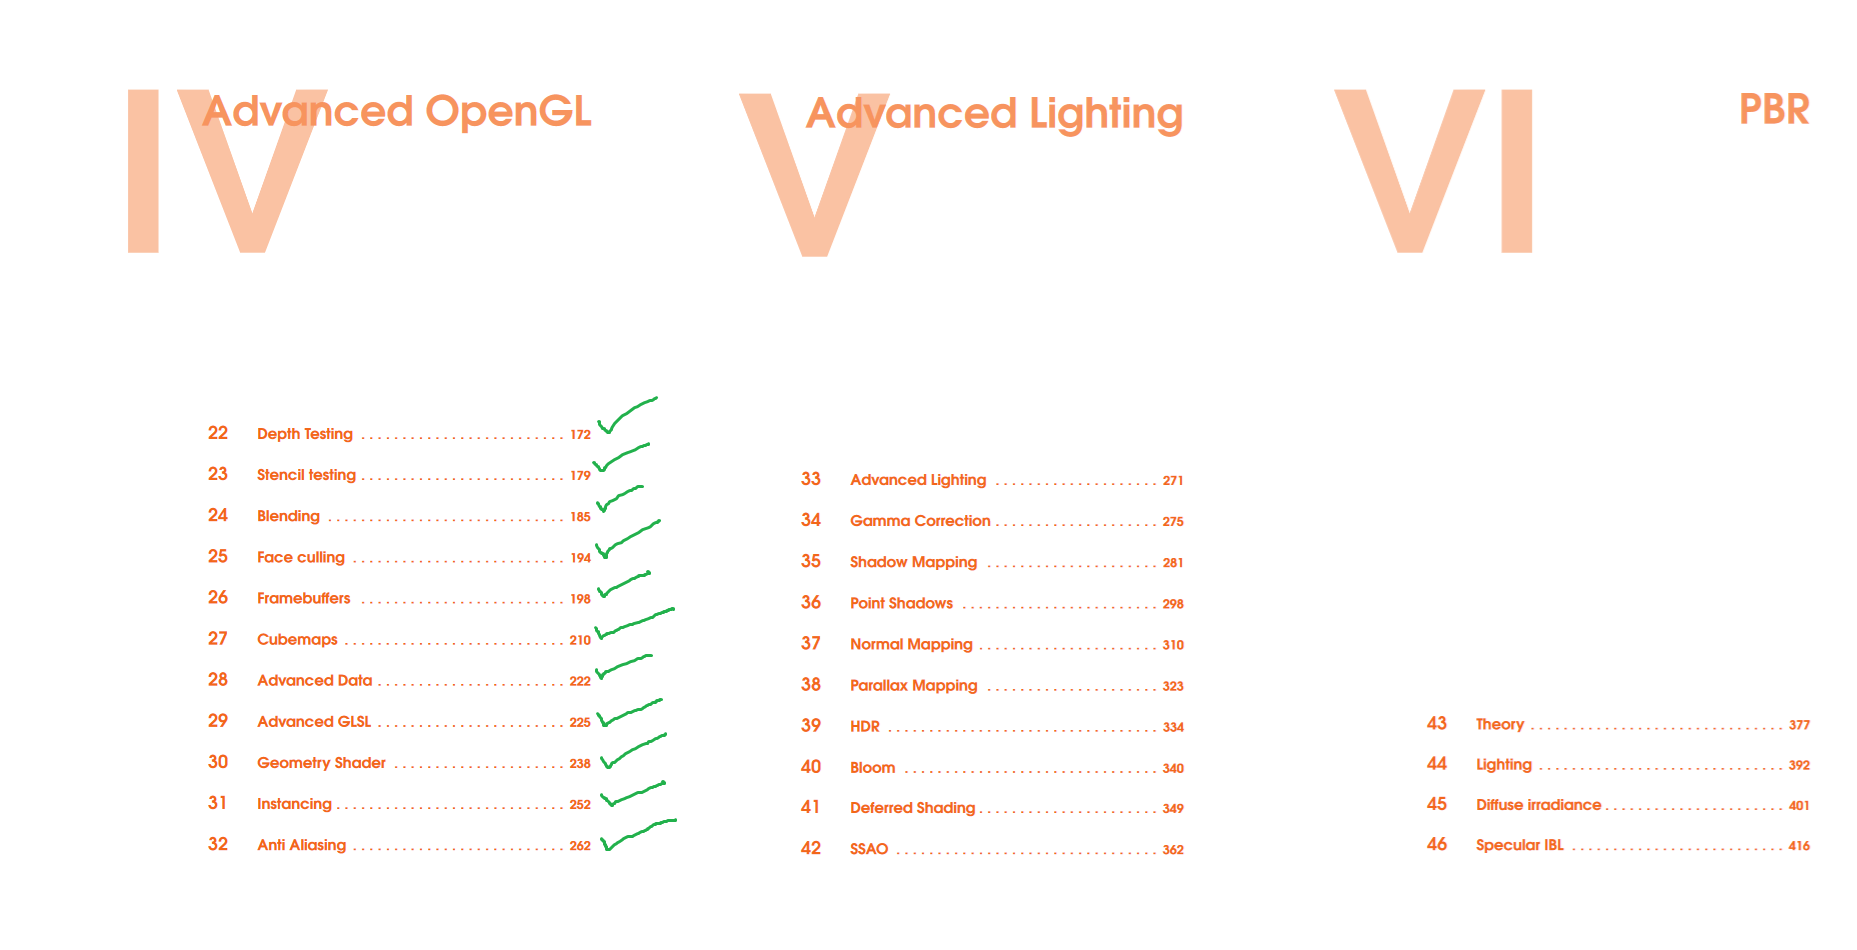 IV
Advanced OpenGL
22 Depth Testing . . . . . . . . . . . . . . . . . . . . . . . . . 172
23 Stencil testing . . . . . . . . . . . . . . . . . . . . . . . . . 179
24 Blending . . . . . . . . . . . . . . . . . . . . . . . . . . . . . 185
25 Face culling . . . . . . . . . . . . . . . . . . . . . . . . . . 194
26 Framebuffers . . . . . . . . . . . . . . . . . . . . . . . . . 198
27 Cubemaps . . . . . . . . . . . . . . . . . . . . . . . . . . . 210
28 Advanced Data . . . . . . . . . . . . . . . . . . . . . . . 222
29 Advanced GLSL . . . . . . . . . . . . . . . . . . . . . . . 225
30 Geometry Shader . . . . . . . . . . . . . . . . . . . . . 238
31 Instancing . . . . . . . . . . . . . . . . . . . . . . . . . . . . 252
32 Anti Aliasing . . . . . . . . . . . . . . . . . . . . . . . . . . 262
V
Advanced Lighting
33 Advanced Lighting . . . . . . . . . . . . . . . . . . . . 271
34 Gamma Correction . . . . . . . . . . . . . . . . . . . . 275
35 Shadow Mapping . . . . . . . . . . . . . . . . . . . . . 281
36 Point Shadows . . . . . . . . . . . . . . . . . . . . . . . . 298
37 Normal Mapping . . . . . . . . . . . . . . . . . . . . . . 310
38 Parallax Mapping . . . . . . . . . . . . . . . . . . . . . 323
39 HDR . . . . . . . . . . . . . . . . . . . . . . . . . . . . . . . . . 334
40 Bloom . . . . . . . . . . . . . . . . . . . . . . . . . . . . . . . 340
41 Deferred Shading . . . . . . . . . . . . . . . . . . . . . . 349
42 SSAO . . . . . . . . . . . . . . . . . . . . . . . . . . . . . . . . 362
VI
PBR
43 Theory . . . . . . . . . . . . . . . . . . . . . . . . . . . . . . . 377
44 Lighting . . . . . . . . . . . . . . . . . . . . . . . . . . . . . . 392
45 Diffuse irradiance . . . . . . . . . . . . . . . . . . . . . . 401
46 Specular IBL . . . . . . . . . . . . . . . . . . . . . . . . . . 416